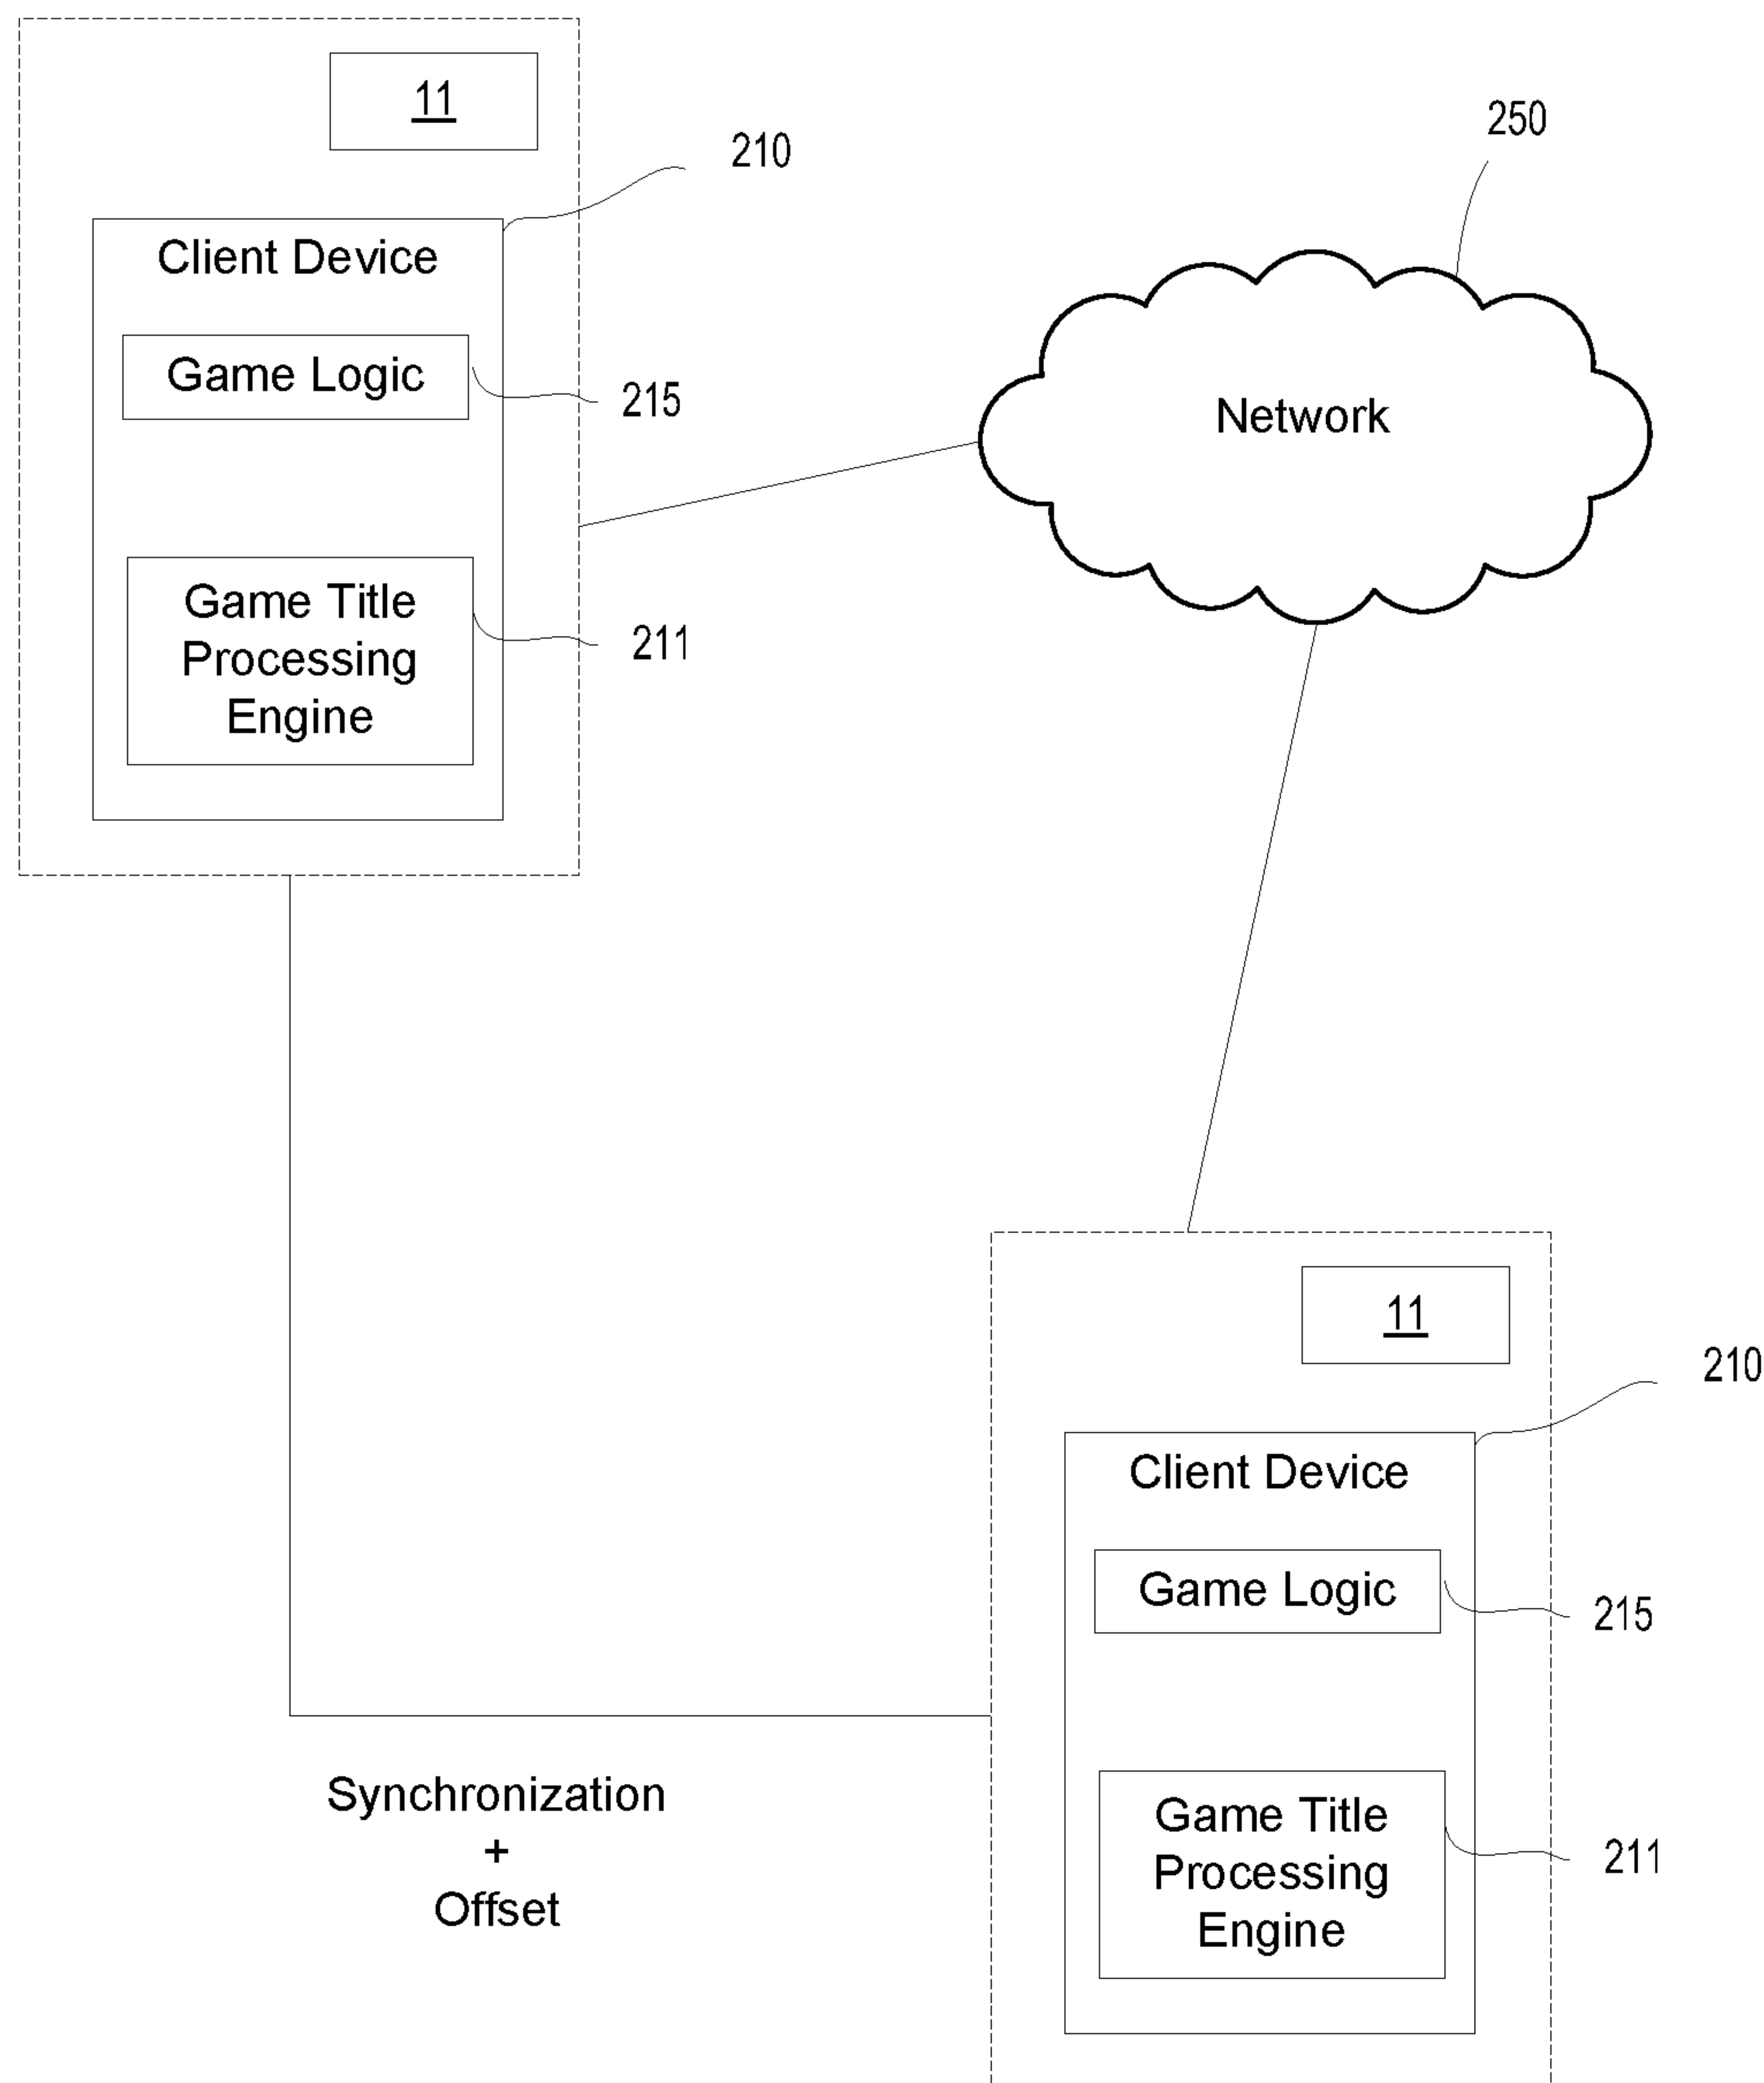 11
210
250
Client Device
Game Logic
215
Network
Game Title
Processing
Engine
211
11
210
Client Device
Game Logic
215
Synchronization
+
Offset
Game Title
Processing
Engine
211